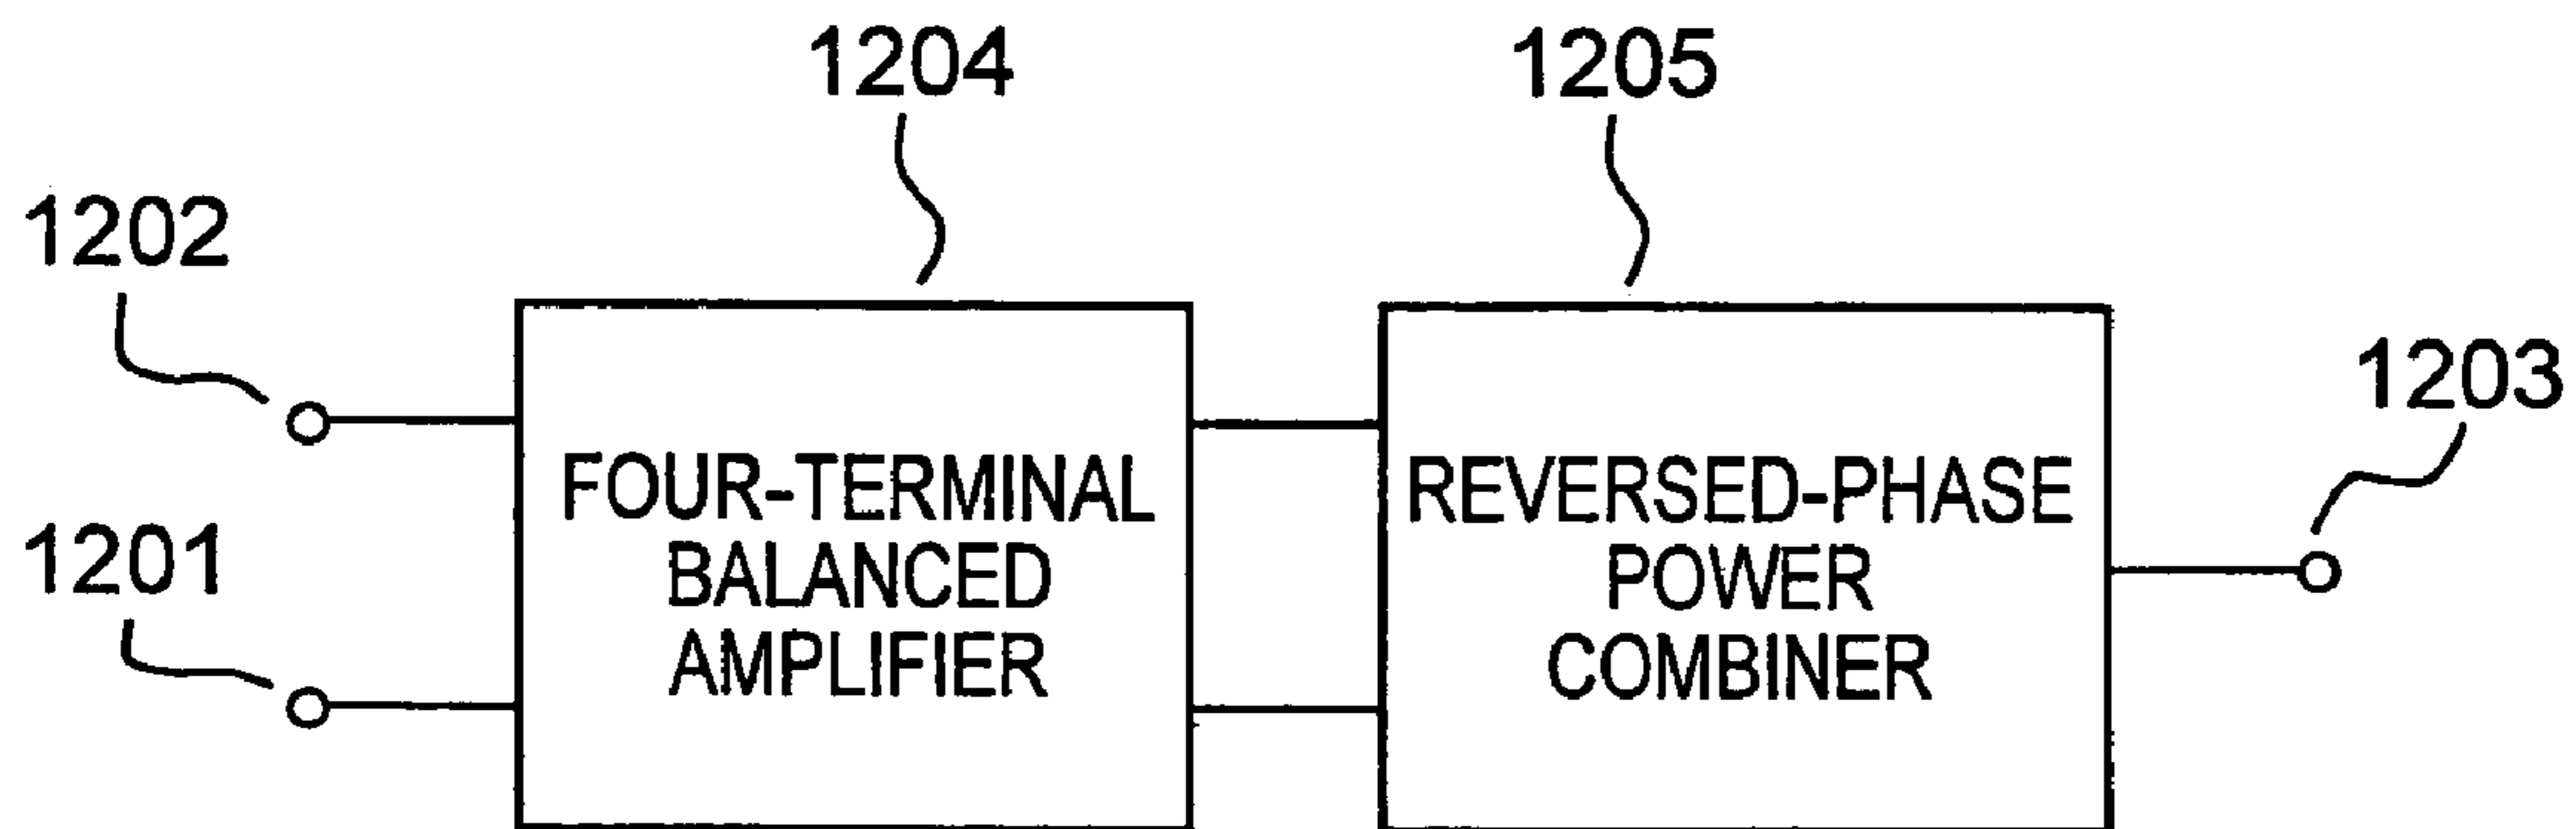 1204
1205
1202
1203
1201
FOUR-TERMINAL
BALANCED
AMPLIFIER
REVERSED-PHASE
POWER
COMBINER